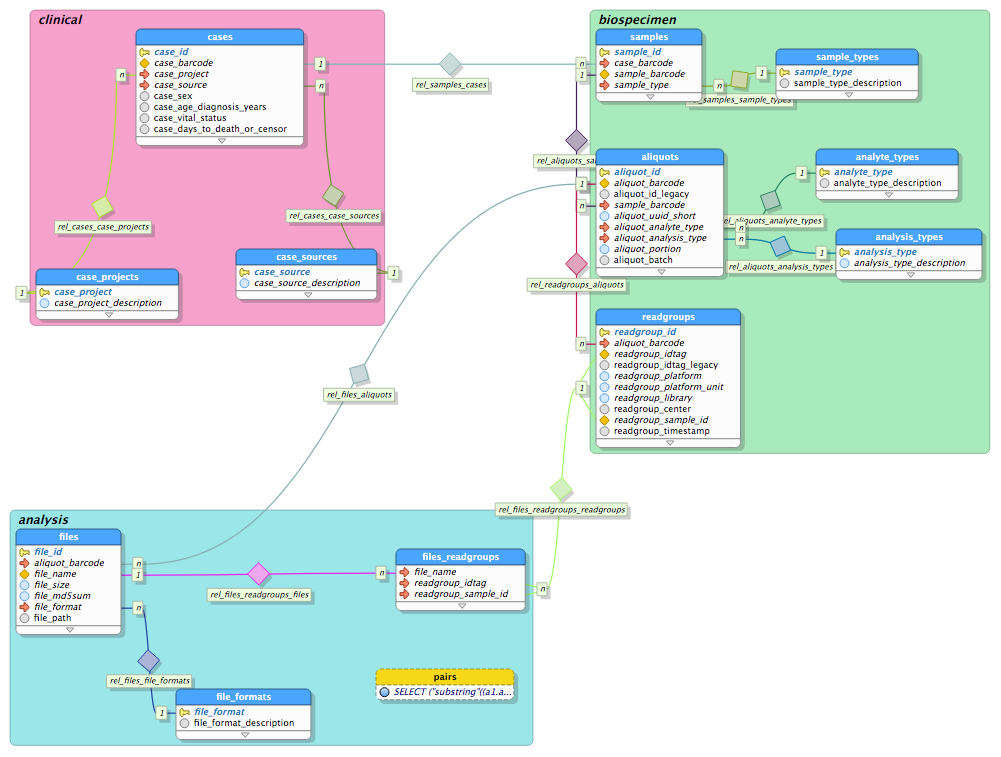 clinical
cases
case_id
case_barcode
case_project
case_source
case_sex
case_age_diagnosis_years
case_vital_status
case_days_to_death_or_censor
n
1
n
rel_cases_case_projects
rel_cases_case_sources
case_projects
case_project
case_project_description
1
case_sources
case_source
case_source_description
1
rel_samples_cases
biospecimen
samples
sample_id
case_barcode
sample_barcode
sample_type
n
1
n
1
rel_samples_sample_types
sample_types
sample_type
sample_type_description
rel_aliquots_sa
aliquots
aliquot_id
aliquot_barcode
aliquot_id_legacy
sample_barcode
aliquot_uuid_short
aliquot_analyte_type
aliquot_analysis_type
aliquot_portion
aliquot_batch
1
n
n
n
1
1
el_aliquots_analyte_types
rel_aliquots_analysis_types
analyte_types
analyte_type
analyte_type_description
analysis_types
analysis_type
analysis_type_description
rel_readgroups_aliquots
readgroups
readgroup_id
aliquot_barcode
readgroup_idtag
readgroup_idtag_legacy
readgroup_platform
readgroup_platform_unit
readgroup_library
readgroup_center
readgroup_sample_id
readgroup_timestamp
n
1
rel_files_aliquots
rel_files_readgroups_readgroups
analysis
files
file_id
aliquot_barcode
file_name
file_size
file_md5sum
file_format
file_path
n
1
n
rel_files_readgroups_files
n
files_readgroups
file_name
readgroup_idtag
readgroup_sample_id
n
rel_files_file_formats
1
file_formats
file_format
file_format_description
pairs
SELECT ("substring"((a1.a...